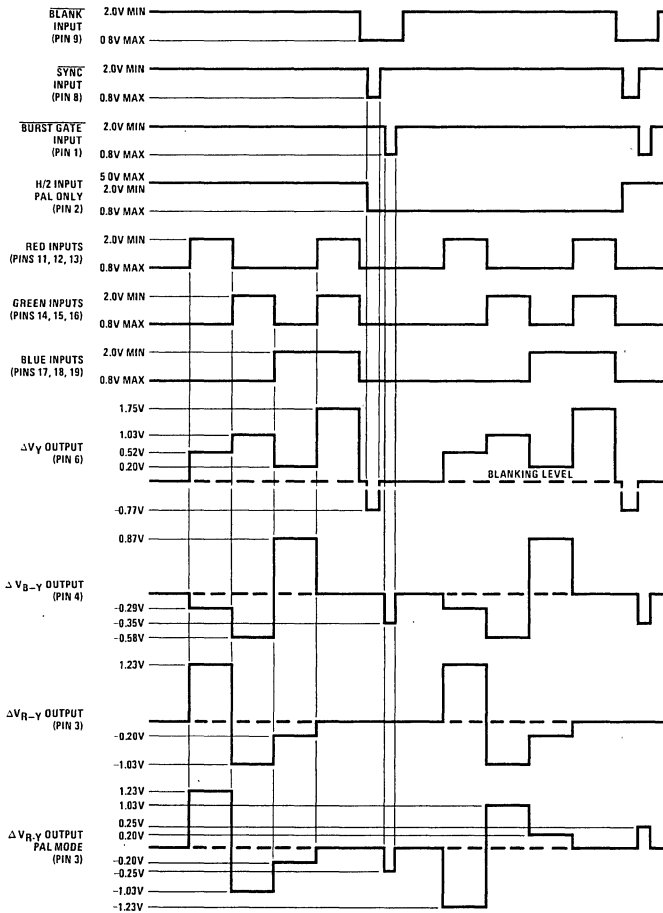 BLANK
INPUT
(PIN 9)
2.0V MIN
0.8V MAX
SYNC
INPUT
(PIN 8)
2.0V MIN
0.8V MAX
BURST GATE
INPUT
(PIN 1)
2.0V MIN
0.8V MAX
H/2 INPUT
PAL ONLY
(PIN 2)
5.0V MAX
2.0V MIN
0.8V MAX
RED INPUTS
(PINS 11, 12, 13)
2.0V MIN
0.8V MAX
GREEN INPUTS
(PINS 14, 15, 16)
2.0V MIN
0.8V MAX
BLUE INPUTS
(PINS 17, 18, 19)
2.0V MIN
0.8V MAX
ΔVY OUTPUT
(PIN 6)
1.75V
1.03V
0.52V
0.20V
BLANKING LEVEL
−0.77V
Δ VB−Y OUTPUT
(PIN 4)
0.87V
−0.29V
−0.35V
−0.58V
ΔVR−Y OUTPUT
(PIN 3)
1.23V
−0.20V
−1.03V
Δ VR-Y OUTPUT
PAL MODE
(PIN 3)
1.23V
1.03V
0.25V
0.20V
−0.20V
−0.25V
−1.03V
−1.23V